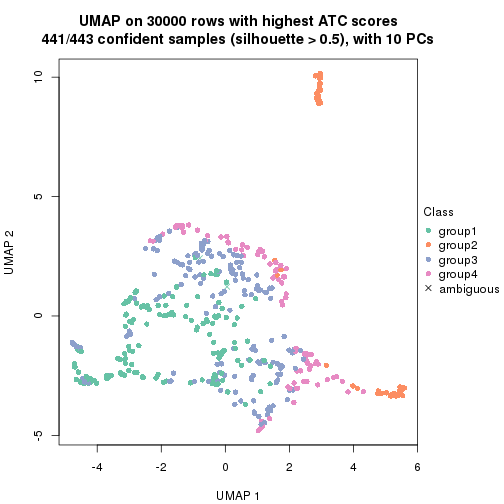 UMAP on 30000 rows with highest ATC scores
441/443 confident samples (silhouette > 0.5), with 10 PCs
10
5
0
-5
UMAP 2
-4
-2
0
2
4
6
UMAP 1
Class
group1
group2
group3
group4
ambiguous